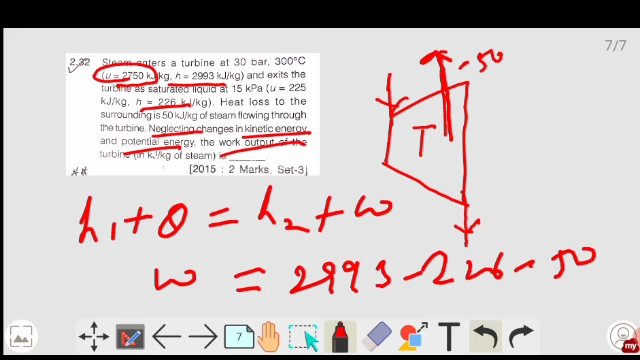 7/7
2.32 Steam enters a turbine at 30 bar, 300°C
(u = 2750 kJ/kg, h = 2993 kJ/kg) and exits the
turbine as saturated liquid at 15 kPa (u = 225
kJ/kg, h = 226 kJ/kg). Heat loss to the
surrounding is 50 kJ/kg of steam flowing through
the turbine. Neglecting changes in kinetic energy
and potential energy, the work output of the
turbine (in kJ/kg of steam) is ________
[2015 : 2 Marks, Set-3]
**
-50
T
h1 + Q = h2 + w
w = 2993 - 226 - 50
7
T
my